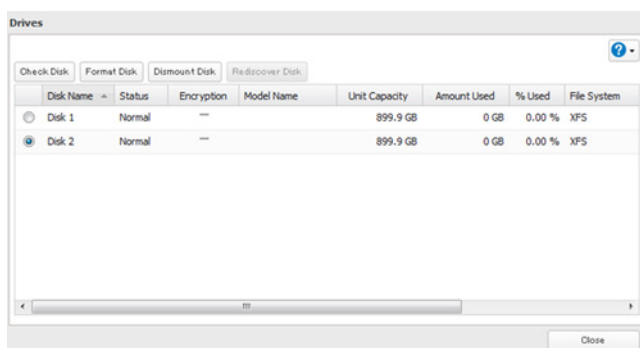 Drives
?
Check Disk Format Disk Dismount Disk Rediscover Disk
Disk Name Status Encryption Model Name Unit Capacity Amount Used % Used File System
Disk 1 Normal — 899.9 GB 0 GB 0.00 % XFS
Disk 2 Normal — 899.9 GB 0 GB 0.00 % XFS
Close